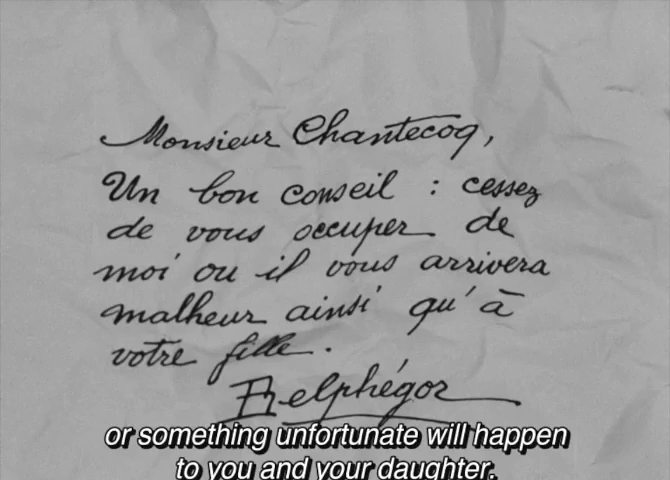 Monsieur Chantecoq,
Un bon conseil : cessez
de vous occuper de
moi ou il vous arrivera
malheur ainsi qu'à
votre fille.
Belphégor
or something unfortunate will happen
to you and your daughter.